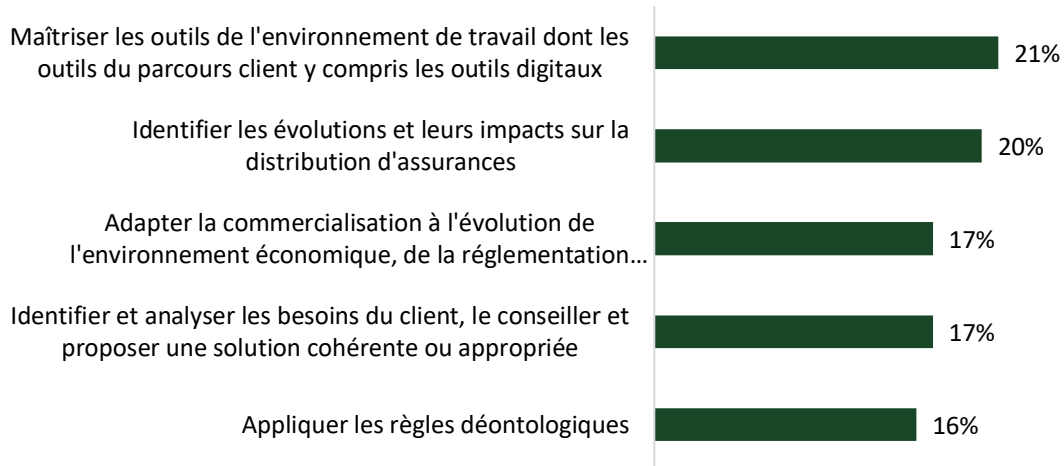 Maîtriser les outils de l'environnement de travail dont les
outils du parcours client y compris les outils digitaux
21%
Identifier les évolutions et leurs impacts sur la
distribution d'assurances
20%
Adapter la commercialisation à l'évolution de
l'environnement économique, de la réglementation…
17%
Identifier et analyser les besoins du client, le conseiller et
proposer une solution cohérente ou appropriée
17%
Appliquer les règles déontologiques
16%